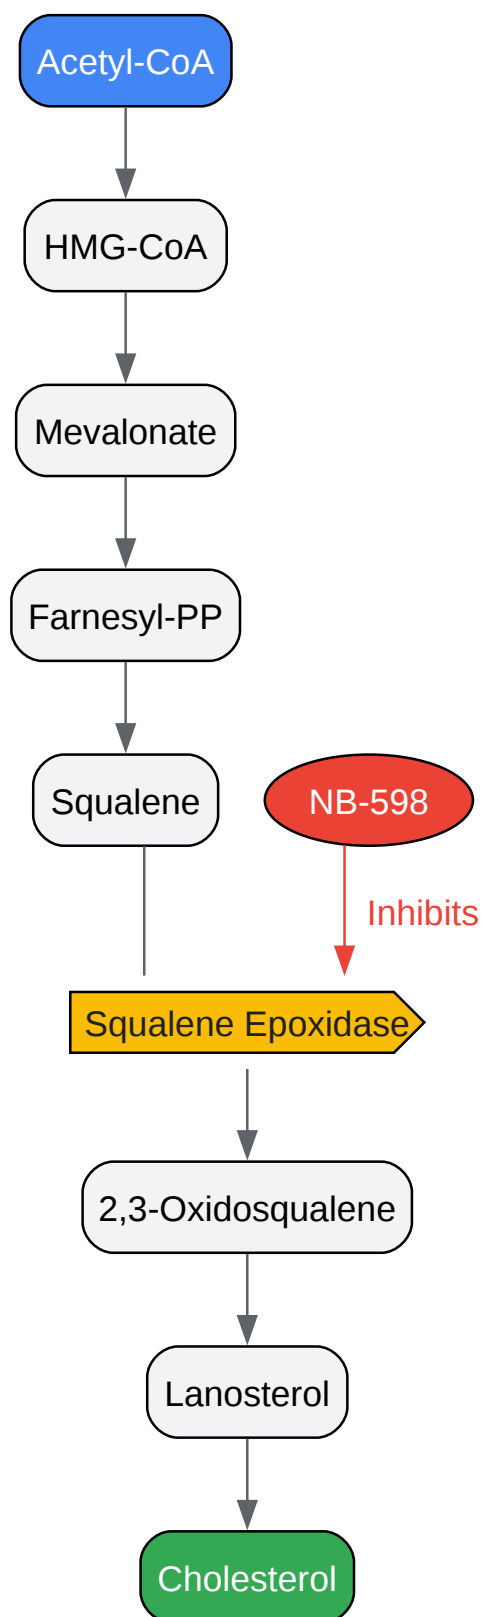 Acetyl-CoA
HMG-CoA
Mevalonate
Farnesyl-PP
Squalene
NB-598
Inhibits
Squalene Epoxidase
2,3-Oxidosqualene
Lanosterol
Cholesterol